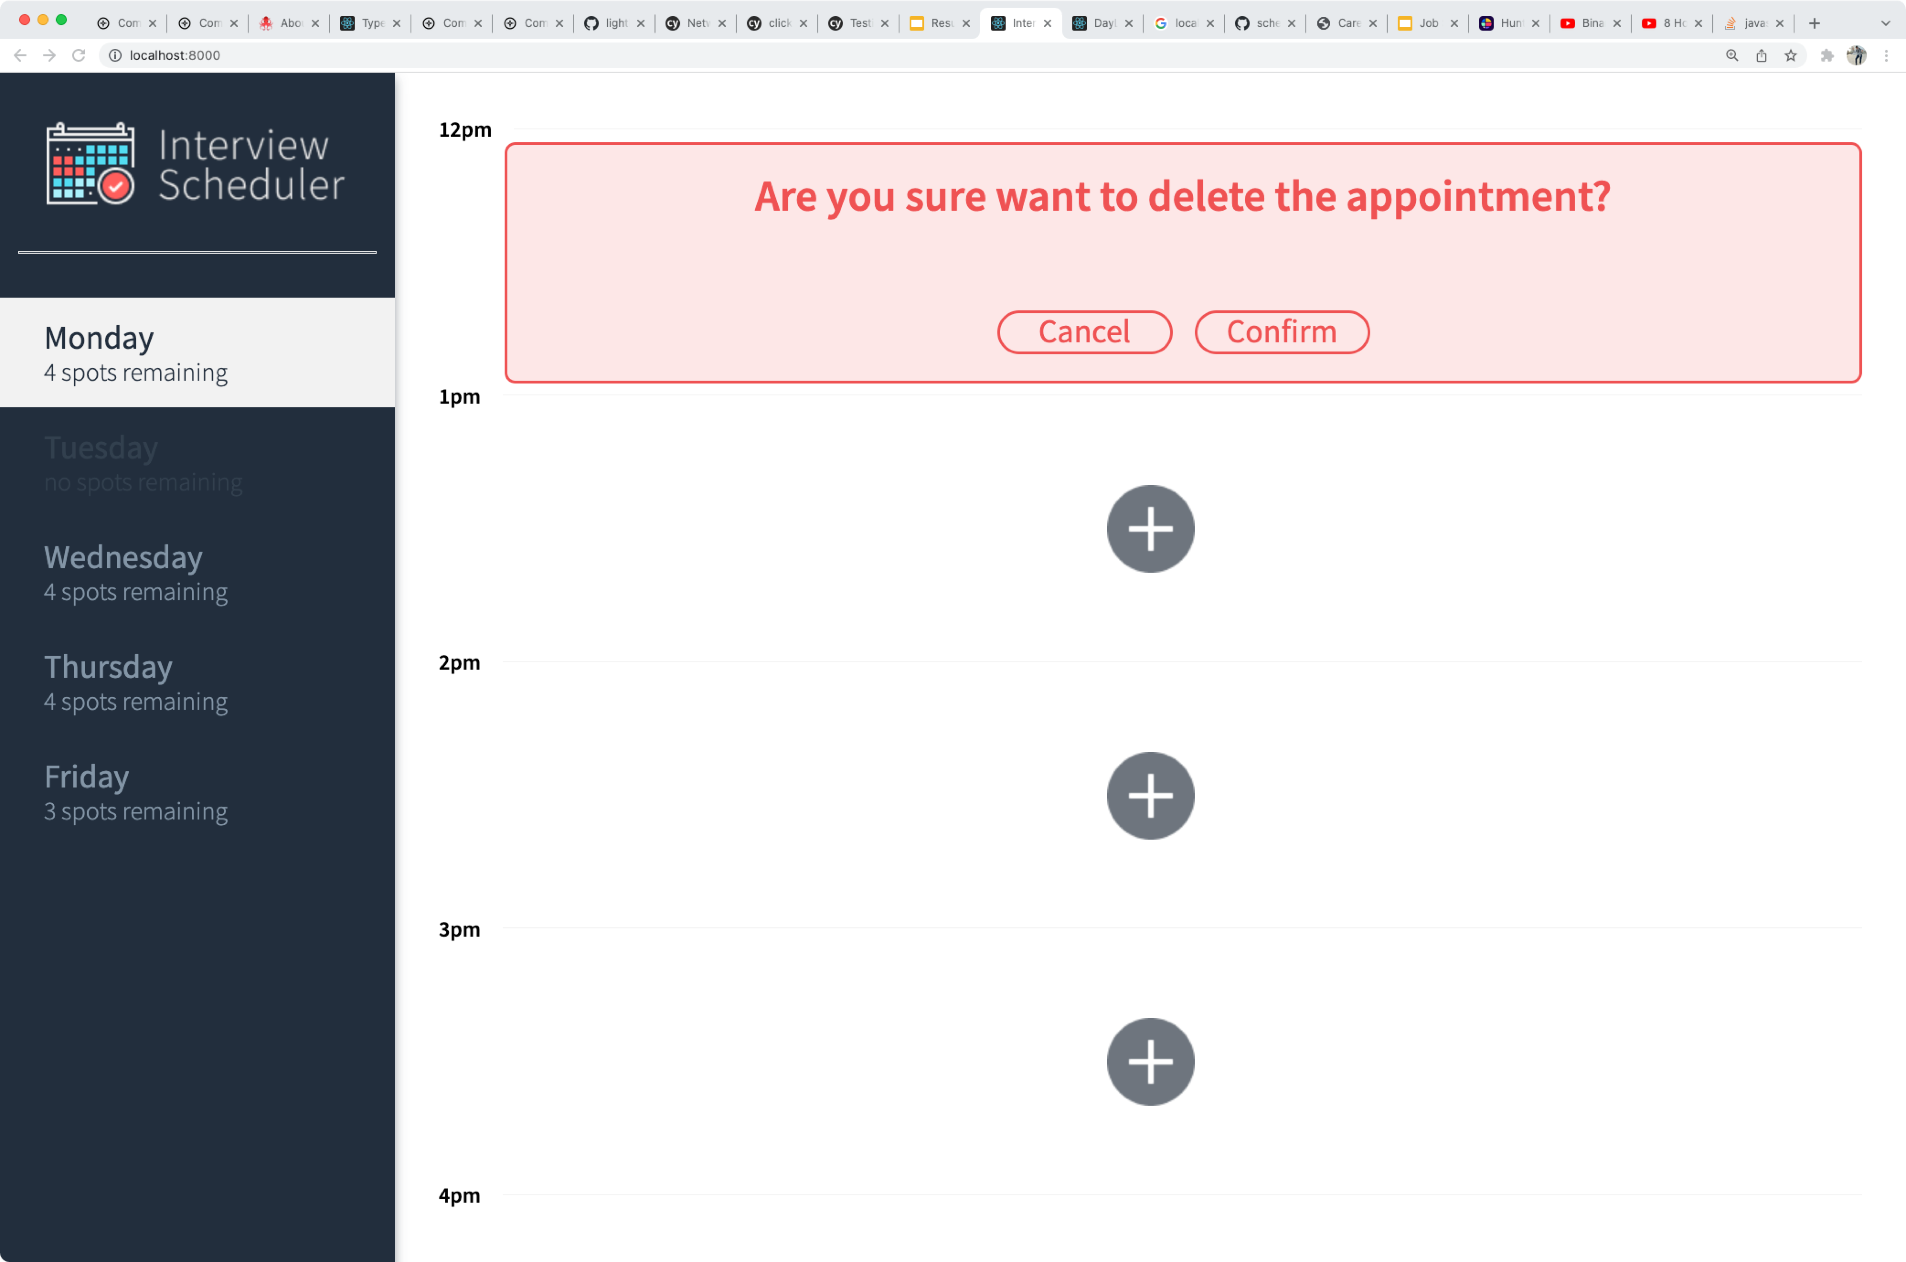 Com
Com
Abo
Type
Com
Com
light
Netw
click
Test
Resu
Inter
Dayl
loca
sche
Care
Job
Hun
Bina
8 Ho
java
localhost:8000
Interview
Scheduler
Monday
4 spots remaining
Tuesday
no spots remaining
Wednesday
4 spots remaining
Thursday
4 spots remaining
Friday
3 spots remaining
12pm
Are you sure want to delete the appointment?
Cancel Confirm
1pm
2pm
3pm
4pm